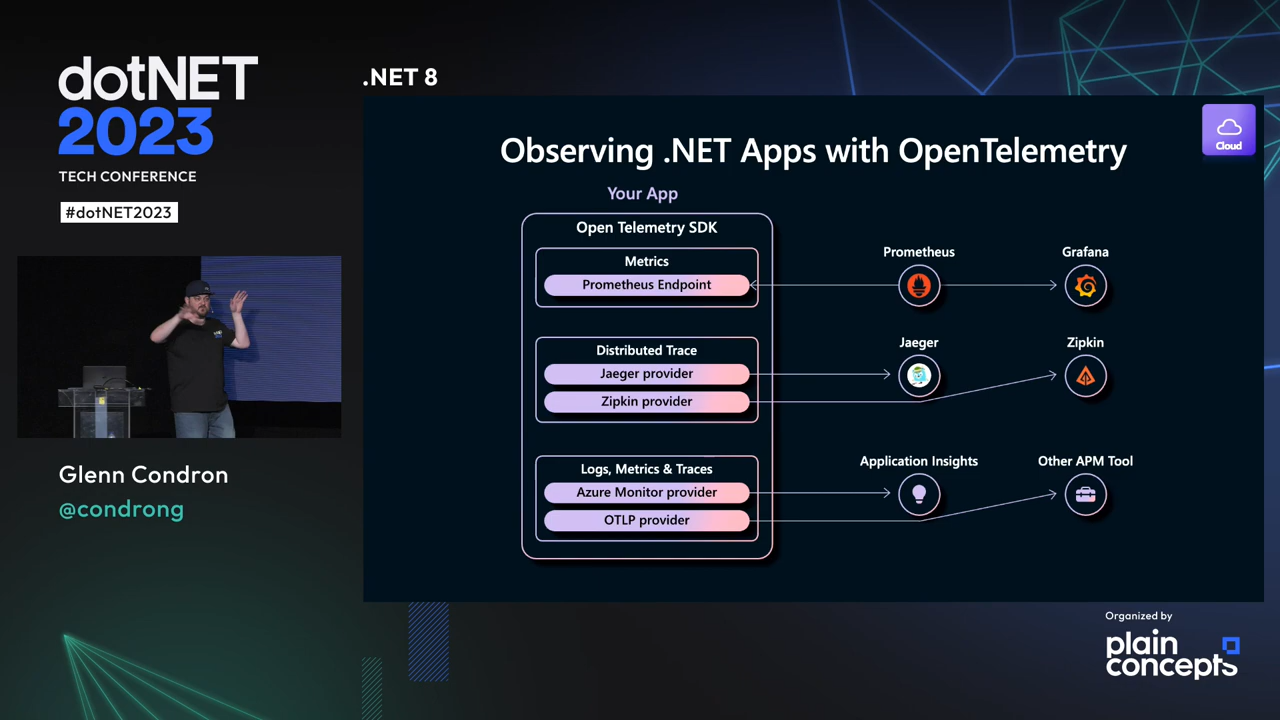 dotNET
2023
TECH CONFERENCE
#dotNET2023
Glenn Condron
@condrong
.NET 8
Cloud
Observing .NET Apps with OpenTelemetry
Your App
Open Telemetry SDK
Metrics
Prometheus Endpoint
Prometheus
Grafana
Distributed Trace
Jaeger provider
Zipkin provider
Jaeger
Zipkin
Logs, Metrics & Traces
Azure Monitor provider
OTLP provider
Application Insights
Other APM Tool
Organized by
plain
concepts